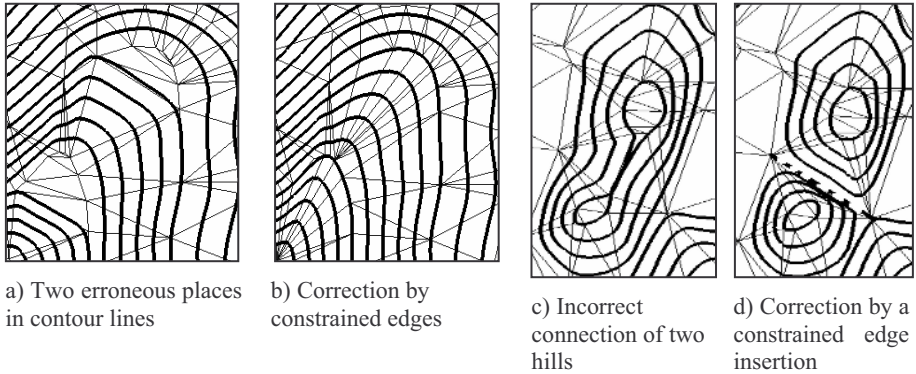 a) Two erroneous places
in contour lines
b) Correction by
constrained edges
c) Incorrect
connection of two
hills
d) Correction by a
constrained edge
insertion